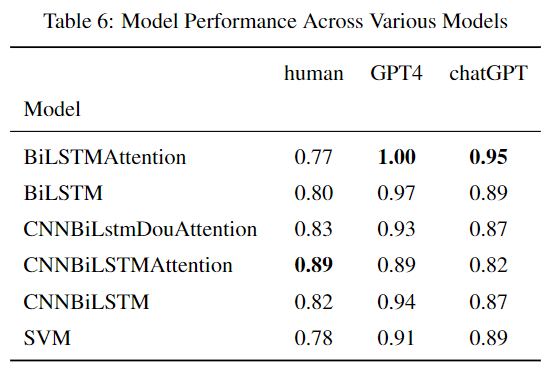 Table 6: Model Performance Across Various Models
human GPT4 chatGPT
Model
BiLSTMAttention 0.77 1.00 0.95
BiLSTM 0.80 0.97 0.89
CNNBiLstmDouAttention 0.83 0.93 0.87
CNNBiLSTMAttention 0.89 0.89 0.82
CNNBiLSTM 0.82 0.94 0.87
SVM 0.78 0.91 0.89